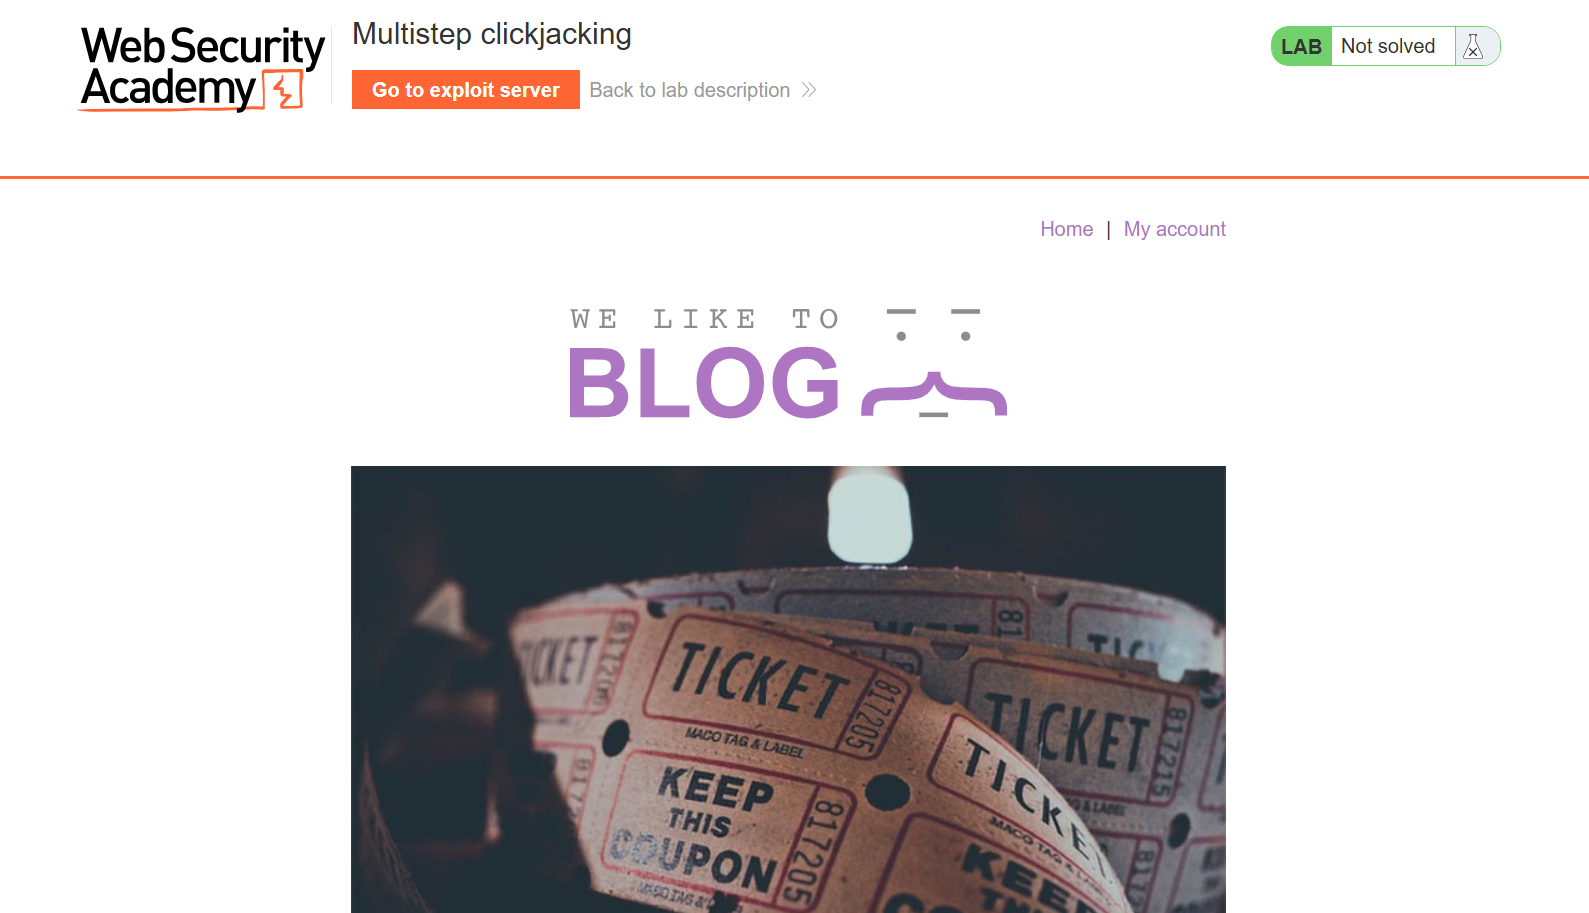 Web Security
Academy
Multistep clickjacking
Go to exploit server
Back to lab description
LAB
Not solved
Home | My account
WE LIKE TO
BLOG
TICKET
817205
MACO TAG & LABEL
KEEP
THIS
COUPON
817205
TICKET
817215
TICKET
MACO TAG & LABEL
KEEP